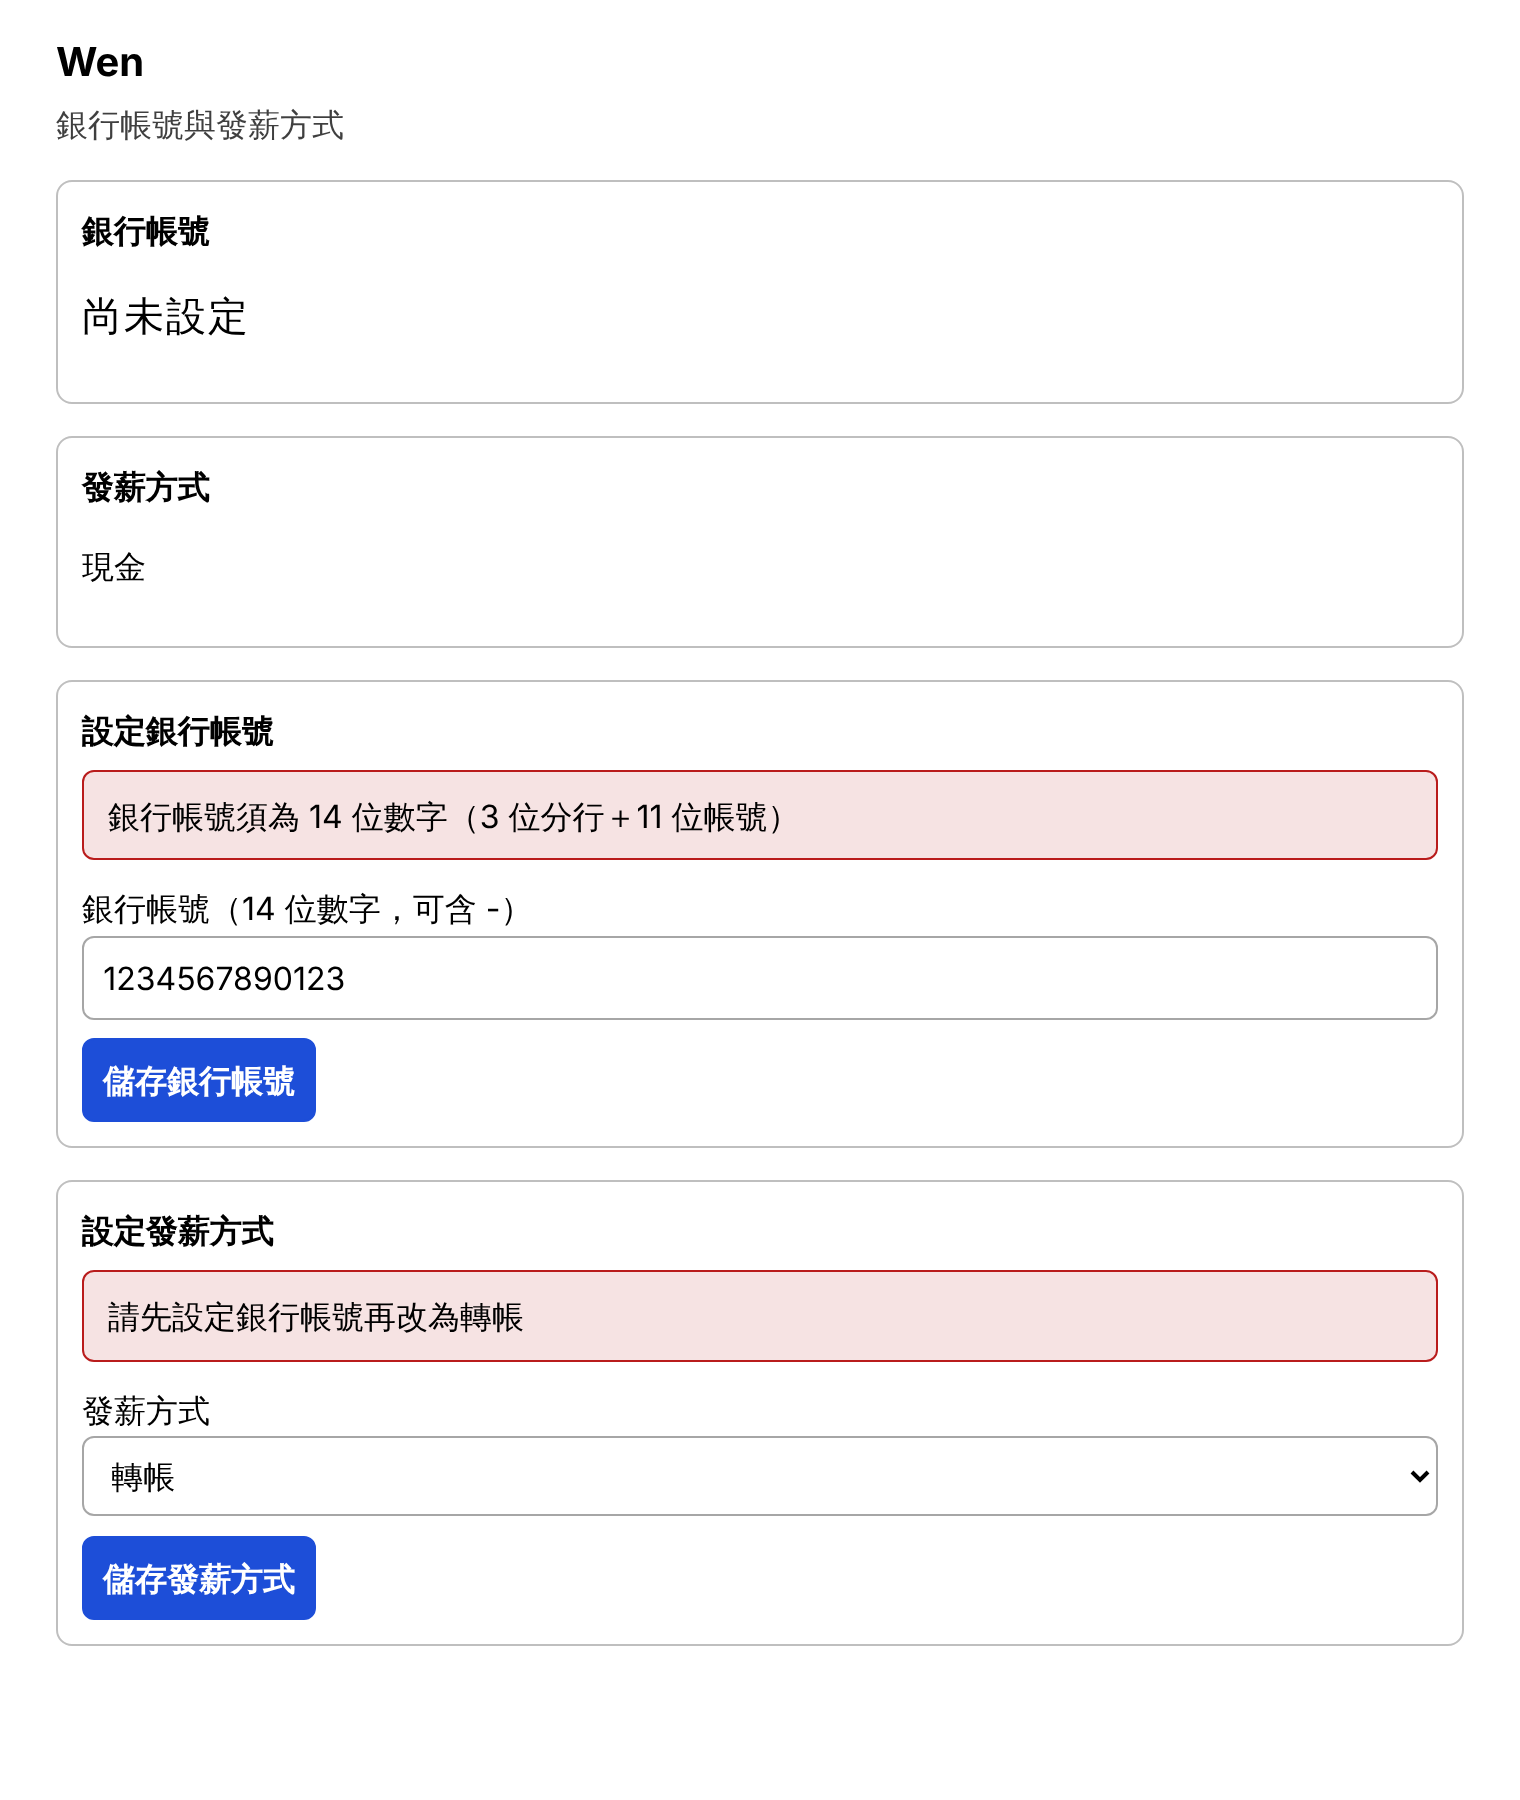 Wen
銀行帳號與發薪方式
銀行帳號
尚未設定
發薪方式
現金
設定銀行帳號
銀行帳號須為 14 位數字（3 位分行＋11 位帳號）
銀行帳號（14 位數字，可含 -）
1234567890123
儲存銀行帳號
設定發薪方式
請先設定銀行帳號再改為轉帳
發薪方式
轉帳
儲存發薪方式